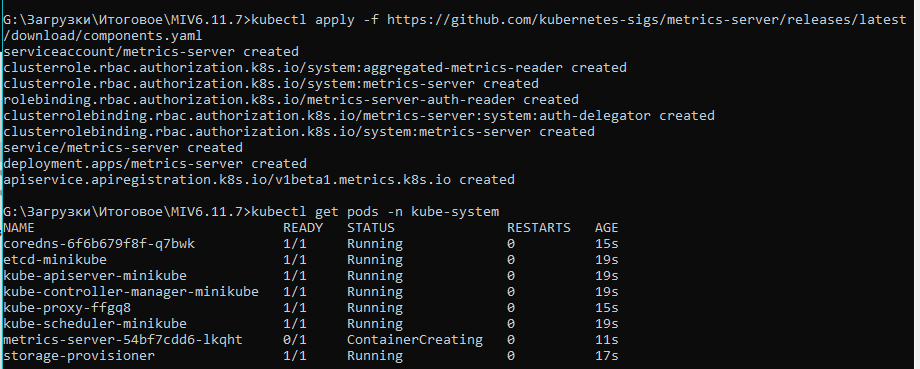 G:\Загрузки\Итоговое\MIV6.11.7>kubectl apply -f https://github.com/kubernetes-sigs/metrics-server/releases/latest
/download/components.yaml
serviceaccount/metrics-server created
clusterrole.rbac.authorization.k8s.io/system:aggregated-metrics-reader created
clusterrole.rbac.authorization.k8s.io/system:metrics-server created
rolebinding.rbac.authorization.k8s.io/metrics-server-auth-reader created
clusterrolebinding.rbac.authorization.k8s.io/metrics-server:system:auth-delegator created
clusterrolebinding.rbac.authorization.k8s.io/system:metrics-server created
service/metrics-server created
deployment.apps/metrics-server created
apiservice.apiregistration.k8s.io/v1beta1.metrics.k8s.io created
G:\Загрузки\Итоговое\MIV6.11.7>kubectl get pods -n kube-system
NAME READY STATUS RESTARTS AGE
coredns-6f6b679f8f-q7bwk 1/1 Running 0 15s
etcd-minikube 1/1 Running 0 19s
kube-apiserver-minikube 1/1 Running 0 19s
kube-controller-manager-minikube 1/1 Running 0 19s
kube-proxy-ffgq8 1/1 Running 0 15s
kube-scheduler-minikube 1/1 Running 0 19s
metrics-server-54bf7cdd6-lkqht 0/1 ContainerCreating 0 11s
storage-provisioner 1/1 Running 0 17s